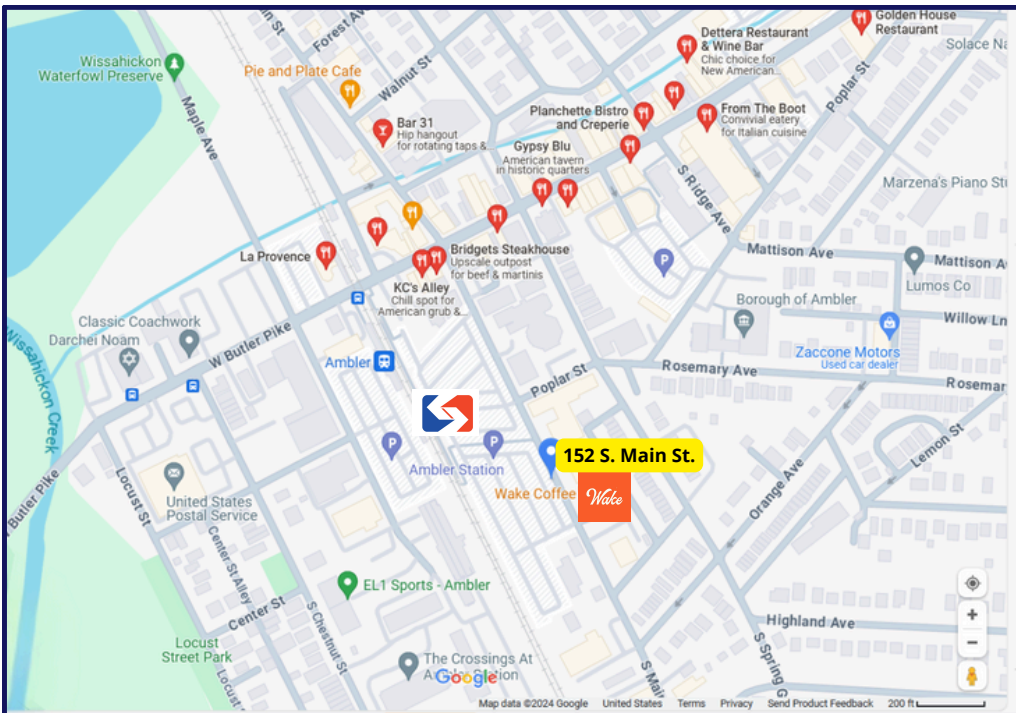 Golden House
Restaurant
Dettera Restaurant
& Wine Bar
Chic choice for
New American...
Solace Na
Forest Ave
Wissahickon
Waterfowl Preserve
Pie and Plate Cafe
Walnut St
Poplar St
Maple Ave
Bar 31
Hip hangout
for rotating taps &...
Planchette Bistro
and Creperie
From The Boot
Convivial eatery
for Italian cuisine
Gypsy Blu
American tavern
in historic quarters
S Ridge Ave
Marzena's Piano Stu
La Provence
Bridgets Steakhouse
Upscale outpost
for beef & martinis
P
Mattison Ave
Mattison A
KC's Alley
Chill spot for
American grub &...
Lumos Co
Borough of Ambler
Willow Ln
Classic Coachwork
Darchei Noam
W Butler Pike
Wissahickon Creek
Ambler
Zaccone Motors
Used car dealer
Rosemary Ave
Rosemar
Poplar St
P
P
Ambler Station
152 S. Main St.
Wake Coffee
Wake
Lemon St
Orange Ave
Butler Pike
Locust St
United States
Postal Service
Center St Alley
EL1 Sports - Ambler
Center St
S Chestnut St
Highland Ave
Locust
Street Park
Locust
The Crossings At
Google
S Mai
S Spring G
+
−
Map data ©2024 Google United States Terms Privacy Send Product Feedback 200 ft